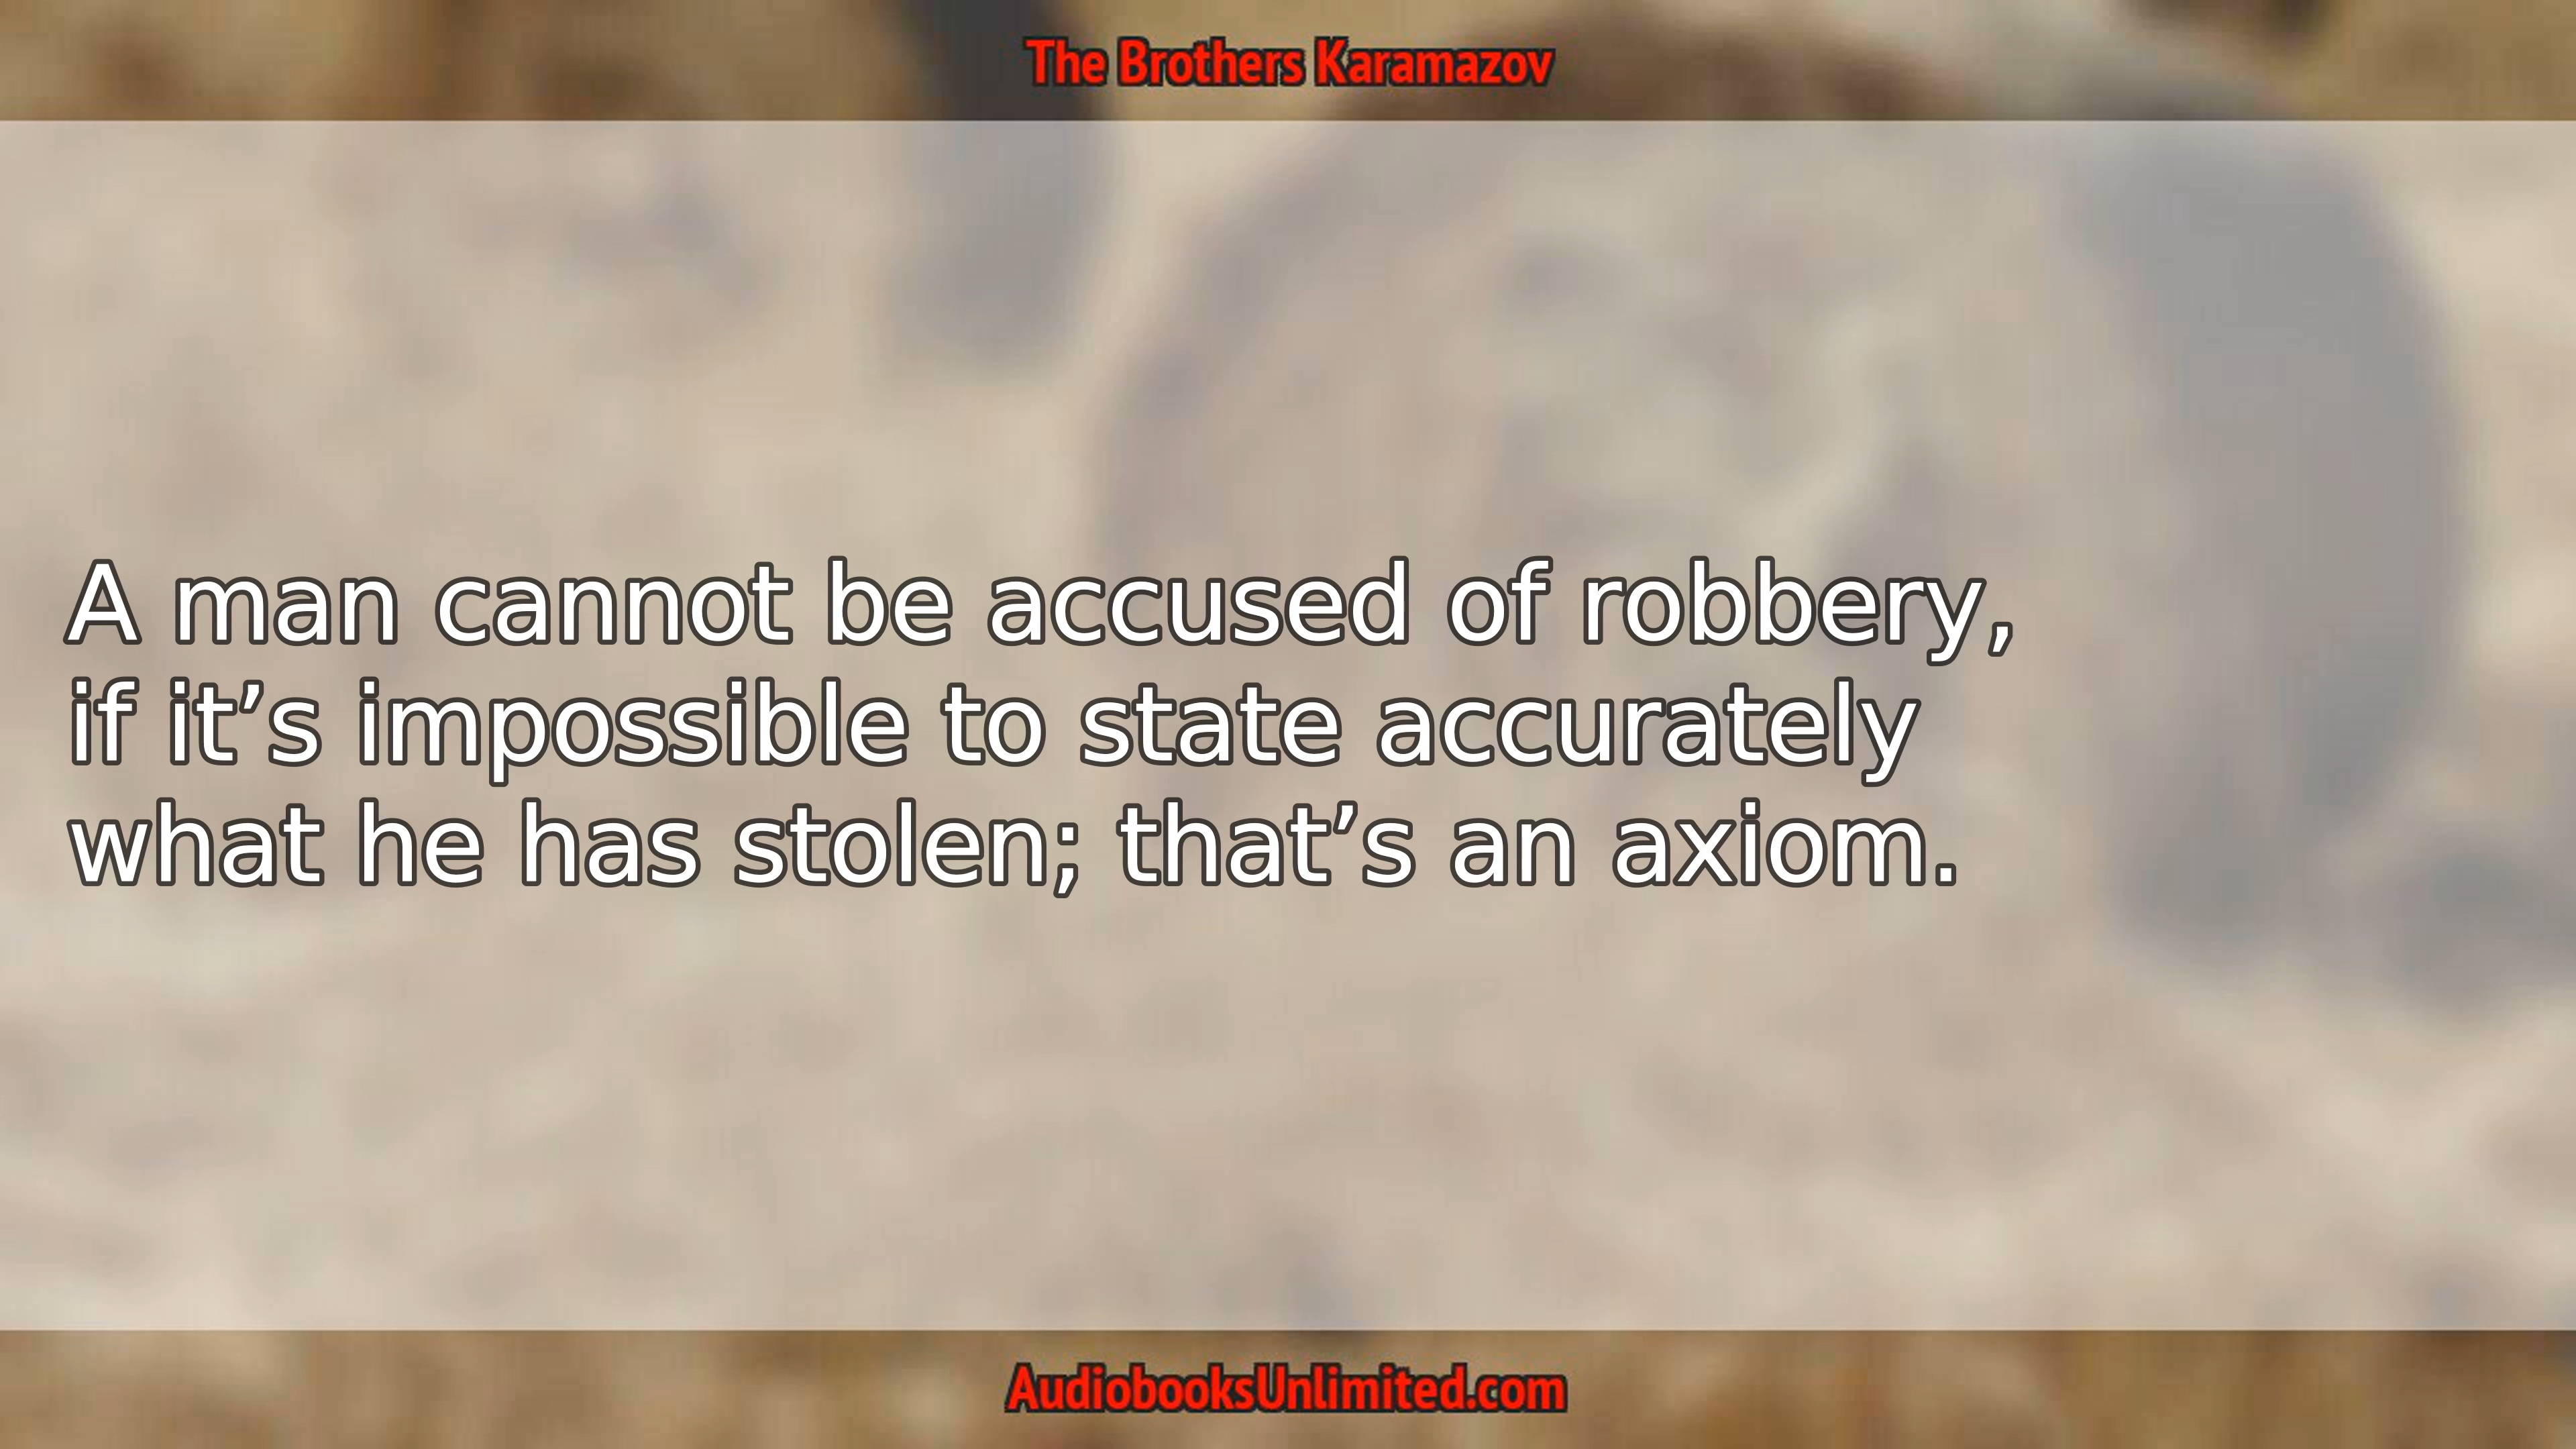 The Brothers Karamazov
A man cannot be accused of robbery,
if it’s impossible to state accurately
what he has stolen; that’s an axiom.
AudiobooksUnlimited.com